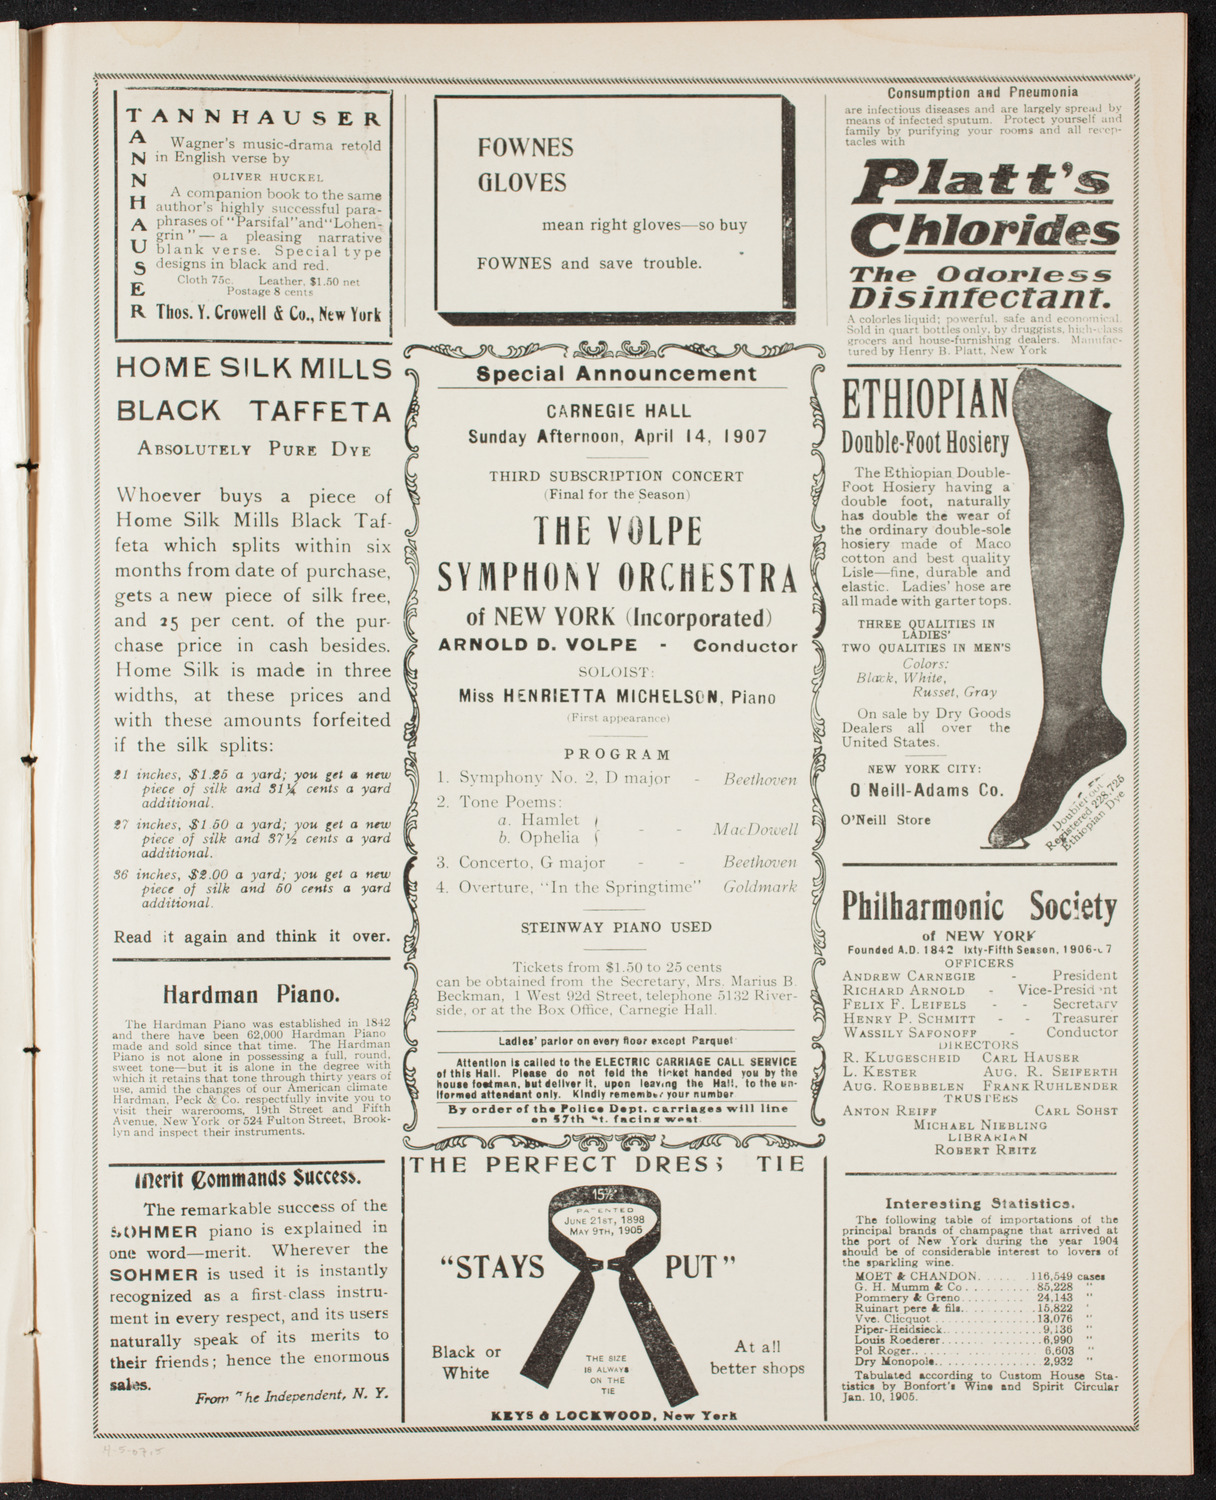 TANNHAUSER
TANNHAUSER
Wagner's music-drama retold
in English verse by
OLIVER HUCKEL
A companion book to the same
author's highly successful para-
phrases of "Parsifal" and "Lohen-
grin"—a pleasing narrative
blank verse. Special type
designs in black and red.
Cloth 75c. Leather, $1.50 net
Postage 8 cents
Thos. Y. Crowell & Co., New York
HOME SILK MILLS
BLACK TAFFETA
ABSOLUTELY PURE DYE
Whoever buys a piece of
Home Silk Mills Black Taf-
feta which splits within six
months from date of purchase,
gets a new piece of silk free,
and 25 per cent. of the pur-
chase price in cash besides.
Home Silk is made in three
widths, at these prices and
with these amounts forfeited
if the silk splits:
21 inches, $1.25 a yard; you get a new
piece of silk and 31¼ cents a yard
additional.
27 inches, $1.50 a yard; you get a new
piece of silk and 37½ cents a yard
additional.
36 inches, $2.00 a yard; you get a new
piece of silk and 50 cents a yard
additional.
Read it again and think it over.
Hardman Piano.
The Hardman Piano was established in 1842
and there have been 62,000 Hardman Piano
made and sold since that time. The Hardman
Piano is not alone in possessing a full, round,
sweet tone—but it is alone in the degree with
which it retains that tone through thirty years of
use, amid the changes of our American climate
Hardman, Peck & Co. respectfully invite you to
visit their warerooms, 19th Street and Fifth
Avenue, New York or 524 Fulton Street, Brook-
lyn and inspect their instruments.
Merit Commands Success.
The remarkable success of the
SOHMER piano is explained in
one word—merit. Wherever the
SOHMER is used it is instantly
recognized as a first-class instru-
ment in every respect, and its users
naturally speak of its merits to
their friends; hence the enormous
sales.
From The Independent, N. Y.
FOWNES
GLOVES
mean right gloves—so buy
FOWNES and save trouble.
Special Announcement
CARNEGIE HALL
Sunday Afternoon, April 14, 1907
THIRD SUBSCRIPTION CONCERT
(Final for the Season)
THE VOLPE
SYMPHONY ORCHESTRA
of NEW YORK (Incorporated)
ARNOLD D. VOLPE - Conductor
SOLOIST:
Miss HENRIETTA MICHELSON, Piano
(First appearance)
PROGRAM
1. Symphony No. 2, D major - Beethoven
2. Tone Poems:
a. Hamlet
b. Ophelia - - MacDowell
3. Concerto, G major - - Beethoven
4. Overture, "In the Springtime" Goldmark
STEINWAY PIANO USED
Tickets from $1.50 to 25 cents
can be obtained from the Secretary, Mrs. Marius B.
Beckman, 1 West 92d Street, telephone 5132 River-
side, or at the Box Office, Carnegie Hall.
Ladies' parlor on every floor except Parquet
Attention is called to the ELECTRIC CARRIAGE CALL SERVICE
of this Hall. Please do not fold the ticket handed you by the
house footman, but deliver it, upon leaving the Hall, to the un-
iformed attendant only. Kindly remember your number
By order of the Police Dept. carriages will line
on 57th St. facing west
THE PERFECT DRESS TIE
15½
PATENTED
JUNE 21ST, 1898
MAY 9TH, 1905
"STAYS PUT"
Black or
White
THE SIZE
IS ALWAYS
ON THE
TIE
At all
better shops
KEYS & LOCKWOOD, New York
Consumption and Pneumonia
are infectious diseases and are largely spread by
means of infected sputum. Protect yourself and
family by purifying your rooms and all recep-
tacles with
Platt's
Chlorides
The Odorless
Disinfectant.
A colorles liquid; powerful, safe and economical.
Sold in quart bottles only, by druggists, high-class
grocers and house-furnishing dealers. Manufac-
tured by Henry B. Platt, New York
ETHIOPIAN
Double-Foot Hosiery
The Ethiopian Double-
Foot Hosiery having a
double foot, naturally
has double the wear of
the ordinary double-sole
hosiery made of Maco
cotton and best quality
Lisle—fine, durable and
elastic. Ladies' hose are
all made with garter tops.
THREE QUALITIES IN
LADIES'
TWO QUALITIES IN MEN'S
Colors:
Black, White,
Russet, Gray
On sale by Dry Goods
Dealers all over the
United States.
NEW YORK CITY:
O Neill-Adams Co.
O'Neill Store
Doublefoot
Registered 228,725
Ethiopian Dye
Philharmonic Society
of NEW YORK
Founded A.D. 1842 ixty-Fifth Season, 1906-07
OFFICERS
ANDREW CARNEGIE - President
RICHARD ARNOLD - Vice-President
FELIX F. LEIFELS - - Secretary
HENRY P. SCHMITT - - Treasurer
WASSILY SAFONOFF - Conductor
DIRECTORS
R. KLUGESCHEID CARL HAUSER
L. KESTER AUG. R. SEIFERTH
AUG. ROEBBELEN FRANK RUHLENDER
TRUSTEES
ANTON REIFF CARL SOHST
MICHAEL NIEBLING
LIBRARIAN
ROBERT REITZ
Interesting Statistics.
The following table of importations of the
principal brands of champagne that arrived at
the port of New York during the year 1904
should be of considerable interest to lovers of
the sparkling wine.
MOET & CHANDON. . . . . . 116,549 cases
G. H. Mumm & Co. . . . . . . . . 85,228 "
Pommery & Greno. . . . . . . . . 24,143 "
Ruinart pere & fils. . . . . . . . . 15,822 "
Vve. Clicquot . . . . . . . . . . . . 13,076 "
Piper-Heidsieck. . . . . . . . . . . 9,136 "
Louis Roederer. . . . . . . . . . . 6,990 "
Pol Roger. . . . . . . . . . . . . . 6,603 "
Dry Monopole. . . . . . . . . . . . 2,932 "
Tabulated according to Custom House Sta-
tistics by Bonfort's Wine and Spirit Circular
Jan. 10, 1905.
4-5-07.5